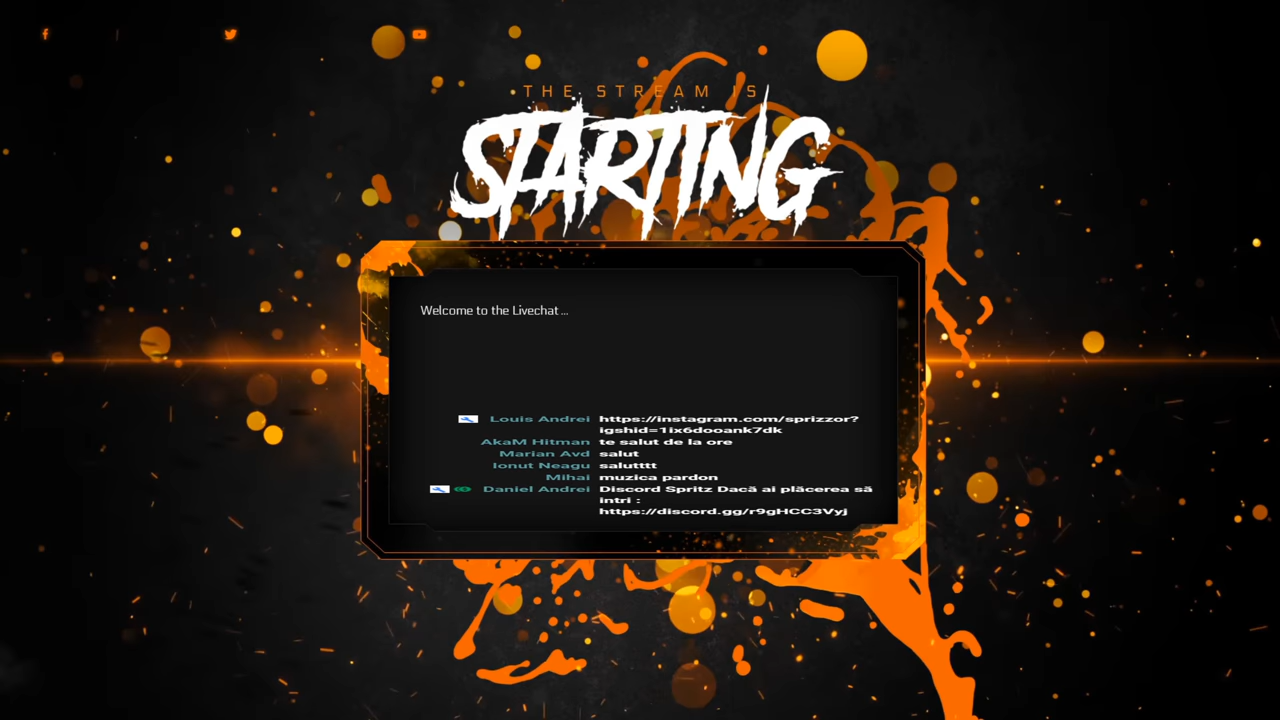 THE STREAM IS
STARTING
Welcome to the Livechat ...
Louis Andrei https://instagram.com/sprizzor?
igshid=1ix6dooank7dk
AkaM Hitman te salut de la ore
Marian Avd salut
Ionut Neagu salutttt
Mihai muzica pardon
Daniel Andrei Discord Spritz Dacă ai plăcerea să
intri :
https://discord.gg/r9gHCC3Vyj